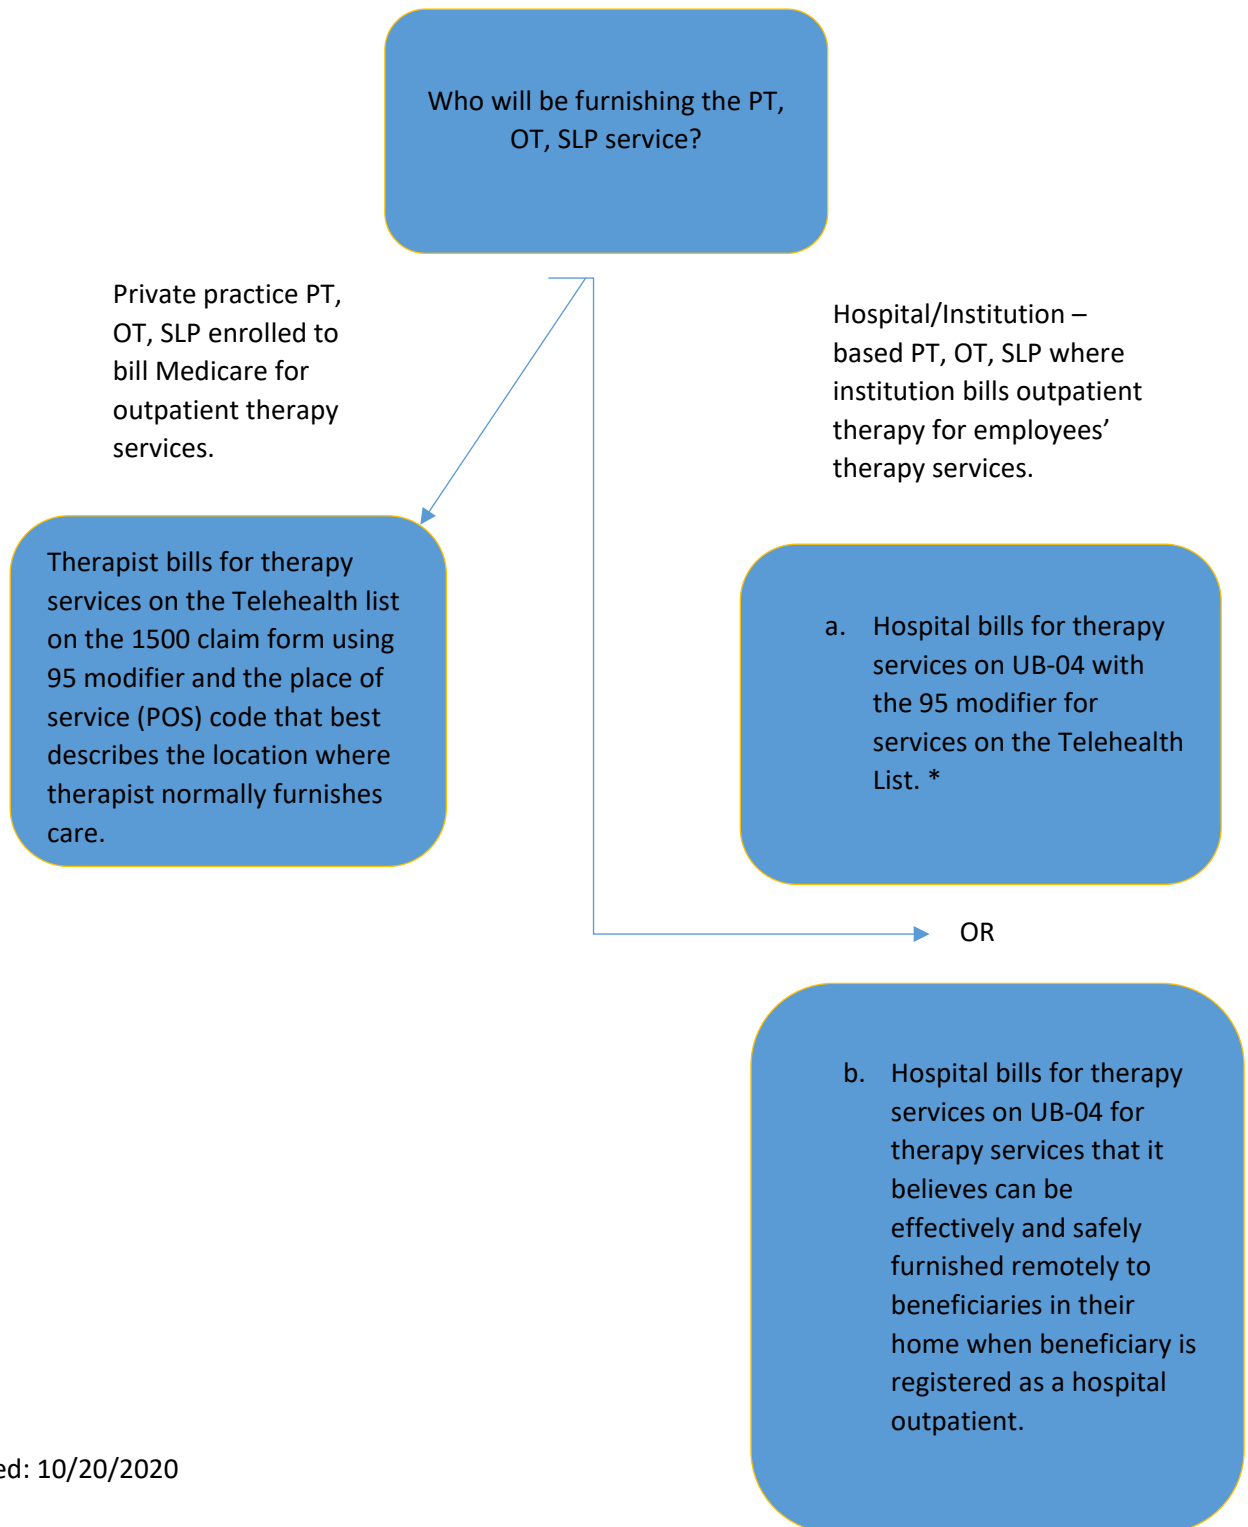 Who will be furnishing the PT,
OT, SLP service?
Private practice PT,
OT, SLP enrolled to
bill Medicare for
outpatient therapy
services.
Hospital/Institution –
based PT, OT, SLP where
institution bills outpatient
therapy for employees’
therapy services.
Therapist bills for therapy
services on the Telehealth list
on the 1500 claim form using
95 modifier and the place of
service (POS) code that best
describes the location where
therapist normally furnishes
care.
a. Hospital bills for therapy
services on UB-04 with
the 95 modifier for
services on the Telehealth
List. *
OR
b. Hospital bills for therapy
services on UB-04 for
therapy services that it
believes can be
effectively and safely
furnished remotely to
beneficiaries in their
home when beneficiary is
registered as a hospital
outpatient.
10/20/2020